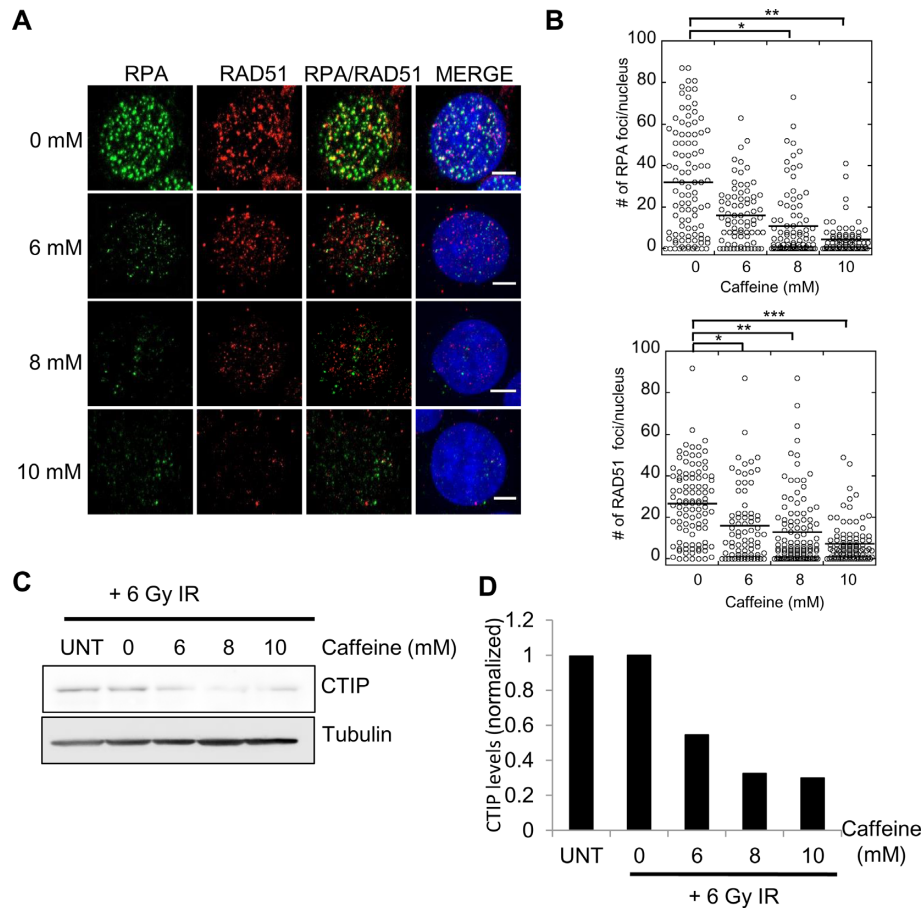 A
RPA RAD51 RPA/RAD51 MERGE
0 mM
6 mM
8 mM
10 mM
B
**
*
100
80
60
40
20
0
# of RPA foci/nucleus
0 6 8 10
Caffeine (mM)
***
**
*
100
80
60
40
20
0
# of RAD51 foci/nucleus
0 6 8 10
Caffeine (mM)
C
+ 6 Gy IR
UNT 0 6 8 10 Caffeine (mM)
CTIP
Tubulin
D
1.2
1
0.8
0.6
0.4
0.2
0
CTIP levels (normalized)
UNT 0 6 8 10
Caffeine
(mM)
+ 6 Gy IR